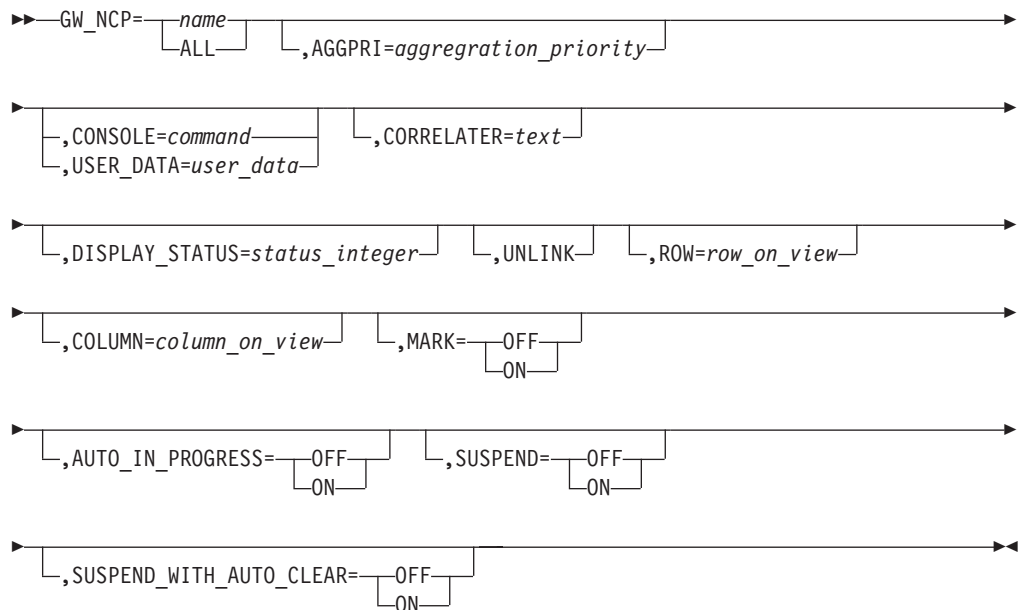 GW_NCP= name
ALL
,AGGPRI=aggregration_priority
,CONSOLE=command
,USER_DATA=user_data
,CORRELATER=text
,DISPLAY_STATUS=status_integer
,UNLINK
,ROW=row_on_view
,COLUMN=column_on_view
,MARK= OFF
ON
,AUTO_IN_PROGRESS= OFF
ON
,SUSPEND= OFF
ON
,SUSPEND_WITH_AUTO_CLEAR= OFF
ON